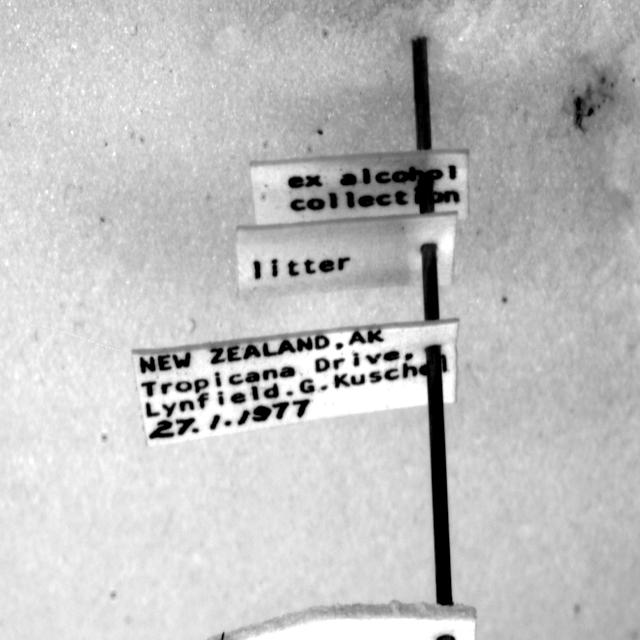 ex alcohol
collection
litter
NEW ZEALAND.AK
Tropicana Drive,
Lynfield.G.Kuschel
27.1.1977